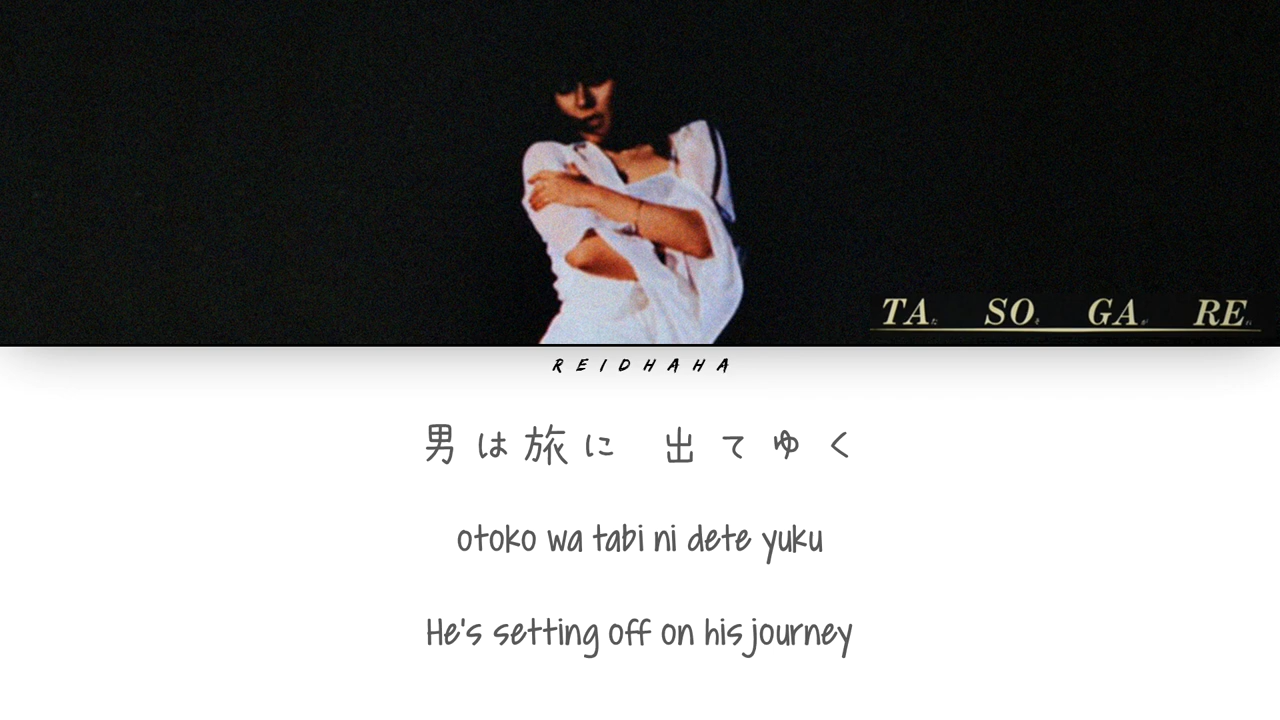 TA SO GA RE
REIDHAHA
男は旅に 出てゆく
otoko wa tabi ni dete yuku
He's setting off on his journey